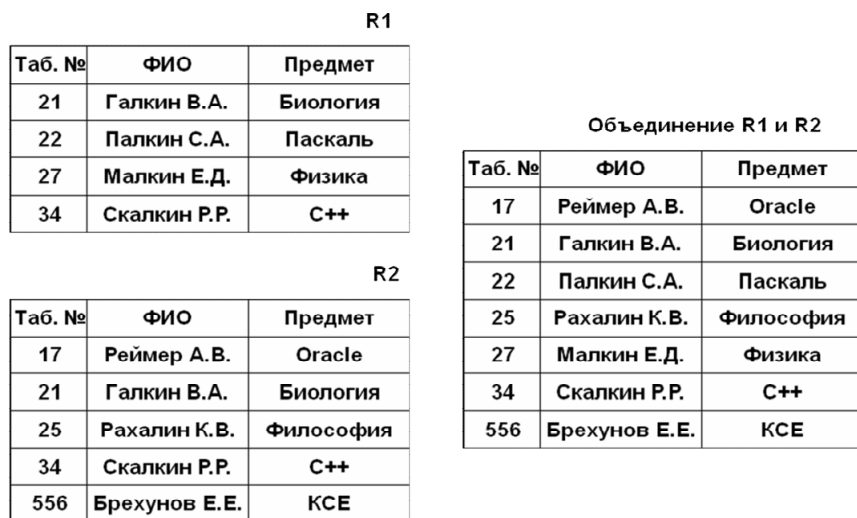 R1
Таб. № ФИО Предмет
21 Галкин В.А. Биология
22 Палкин С.А. Паскаль
27 Малкин Е.Д. Физика
34 Скалкин Р.Р. С++
R2
Таб. № ФИО Предмет
17 Реймер А.В. Oracle
21 Галкин В.А. Биология
25 Рахалин К.В. Философия
34 Скалкин Р.Р. С++
556 Брехунов Е.Е. КСЕ
Объединение R1 и R2
Таб. № ФИО Предмет
17 Реймер А.В. Oracle
21 Галкин В.А. Биология
22 Палкин С.А. Паскаль
25 Рахалин К.В. Философия
27 Малкин Е.Д. Физика
34 Скалкин Р.Р. С++
556 Брехунов Е.Е. КСЕ